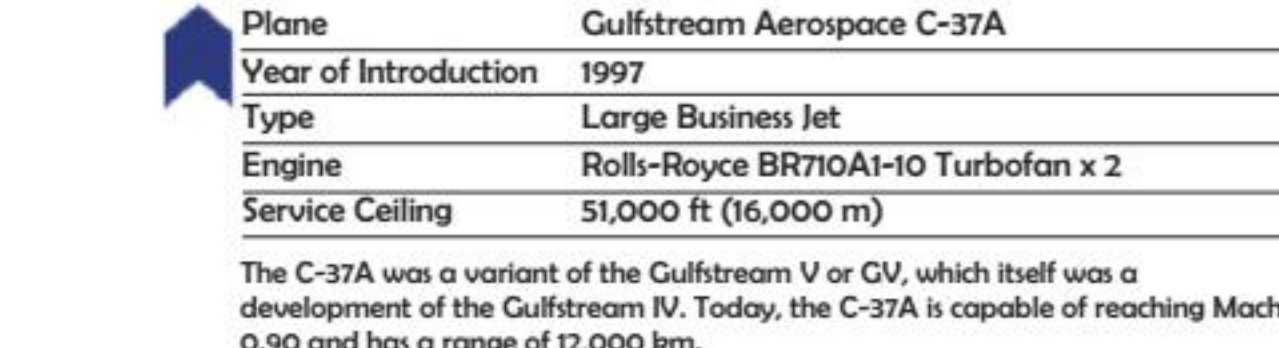 Plane Gulfstream Aerospace C-37A
Year of Introduction 1997
Type Large Business Jet
Engine Rolls-Royce BR710A1-10 Turbofan x 2
Service Ceiling 51,000 ft (16,000 m)
The C-37A was a variant of the Gulfstream V or GV, which itself was a
development of the Gulfstream IV. Today, the C-37A is capable of reaching Mach
0.90 and has a range of 12,000 km.